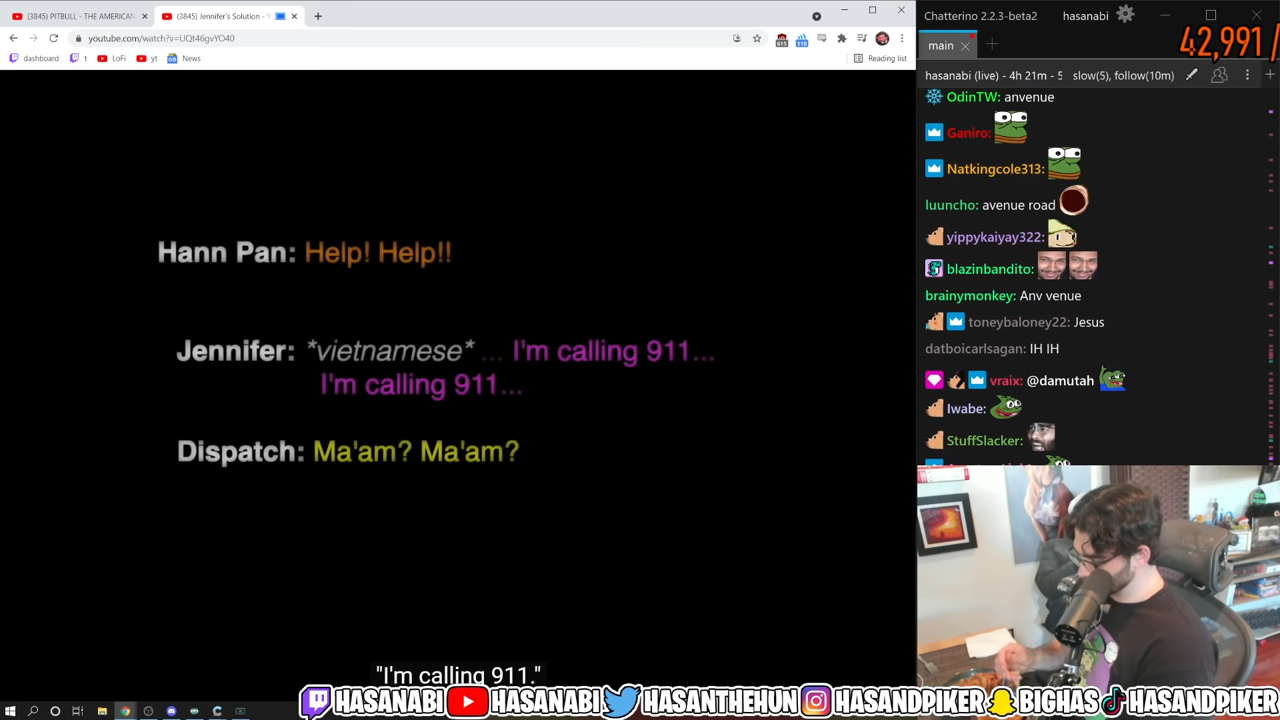 (3845) PITBULL - THE AMERICAN
(3845) Jennifer's Solution - Y
youtube.com/watch?v=UQt46gvYO40
615
110
dashboard
t
LoFi
yt
News
Reading list
Hann Pan: Help! Help!!
Jennifer: *vietnamese* ... I'm calling 911...
I'm calling 911...
Dispatch: Ma'am? Ma'am?
"I'm calling 911."
Chatterino 2.2.3-beta2
hasanabi
42,991 /
main
hasanabi (live) - 4h 21m - 5
slow(5), follow(10m)
OdinTW: anvenue
Ganiro:
Natkingcole313:
luuncho: avenue road
yippykaiyay322:
blazinbandito:
brainymonkey: Anv venue
toneybaloney22: Jesus
datboicarlsagan: IH IH
vraix: @damutah
Iwabe:
StuffSlacker:
HASANABI
HASANABI
HASANTHEHUN
HASANDPIKER
BIGHAS
HASANDPIKER